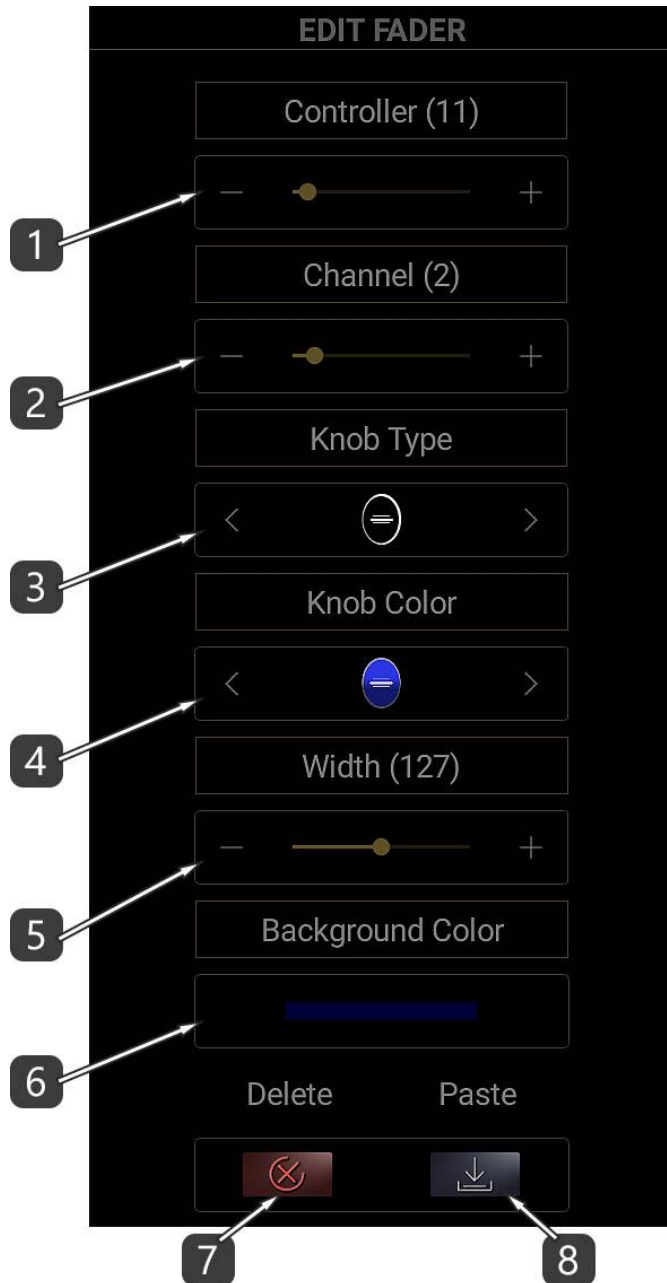 EDIT FADER
Controller (11)
1
Channel (2)
2
Knob Type
3
Knob Color
4
Width (127)
5
Background Color
6
Delete Paste
7 8